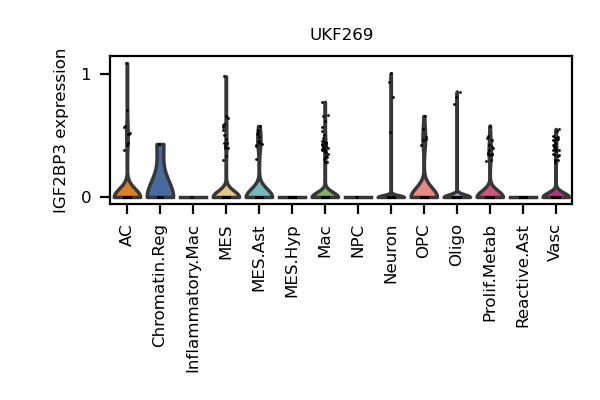 UKF269
IGF2BP3 expression
1
0
AC
Chromatin.Reg
Inflammatory.Mac
MES
MES.Ast
MES.Hyp
Mac
NPC
Neuron
OPC
Oligo
Prolif.Metab
Reactive.Ast
Vasc